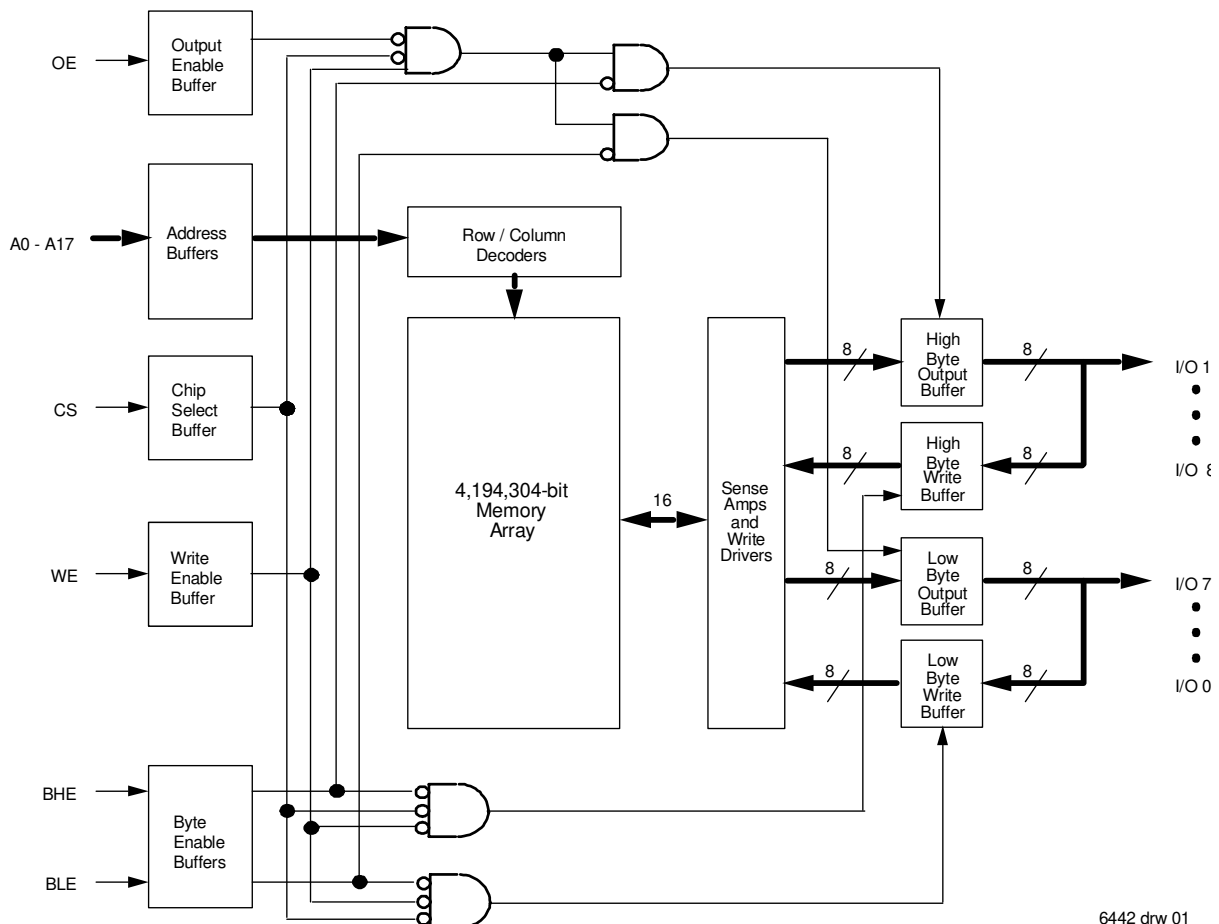 OE
Output
Enable
Buffer
A0 - A17
Address
Buffers
Row / Column
Decoders
CS
Chip
Select
Buffer
WE
Write
Enable
Buffer
4,194,304-bit
Memory
Array
16
Sense
Amps
and
Write
Drivers
8
High
Byte
Output
Buffer
8
I/O 1
8
High
Byte
Write
Buffer
8
I/O 8
8
Low
Byte
Output
Buffer
8
I/O 7
8
Low
Byte
Write
Buffer
8
I/O 0
BHE
Byte
Enable
Buffers
BLE
6442 drw 01